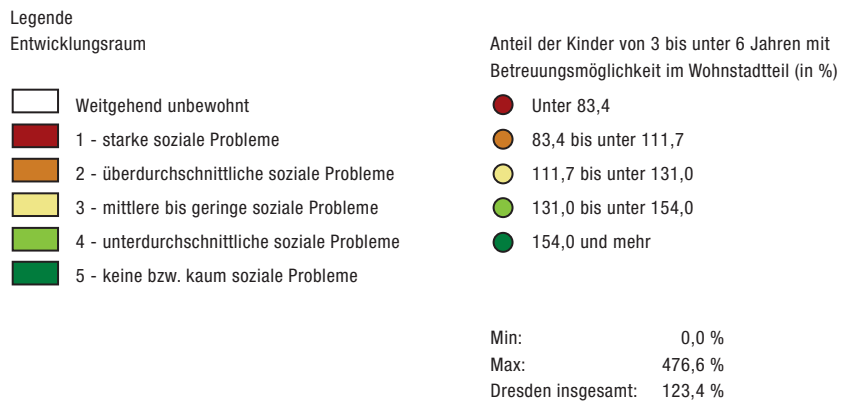 Legende
Entwicklungsraum
Weitgehend unbewohnt
1 - starke soziale Probleme
2 - überdurchschnittliche soziale Probleme
3 - mittlere bis geringe soziale Probleme
4 - unterdurchschnittliche soziale Probleme
5 - keine bzw. kaum soziale Probleme
Anteil der Kinder von 3 bis unter 6 Jahren mit
Betreuungsmöglichkeit im Wohnstadtteil (in %)
Unter 83,4
83,4 bis unter 111,7
111,7 bis unter 131,0
131,0 bis unter 154,0
154,0 und mehr
Min: 0,0 %
Max: 476,6 %
Dresden insgesamt: 123,4 %